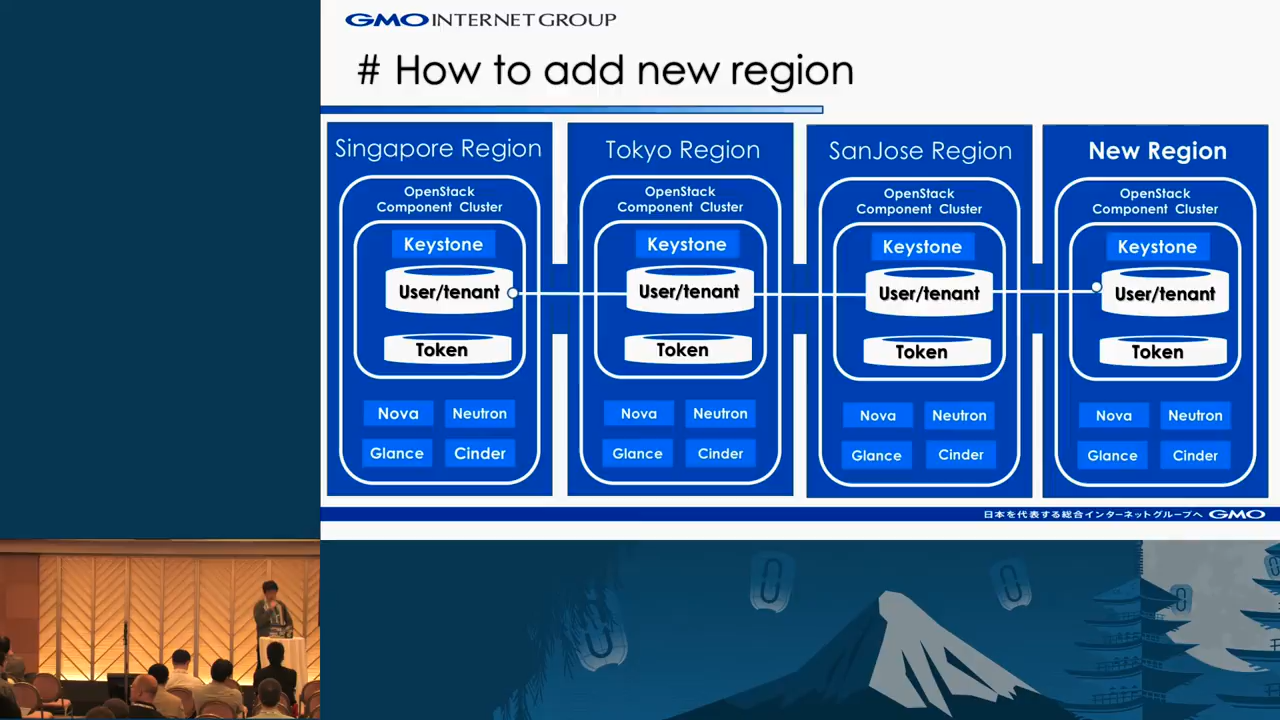 GMO INTERNET GROUP
# How to add new region
Singapore Region
OpenStack
Component Cluster
Keystone
User/tenant
Token
Nova
Neutron
Glance
Cinder
Tokyo Region
OpenStack
Component Cluster
Keystone
User/tenant
Token
Nova
Neutron
Glance
Cinder
SanJose Region
OpenStack
Component Cluster
Keystone
User/tenant
Token
Nova
Neutron
Glance
Cinder
New Region
OpenStack
Component Cluster
Keystone
User/tenant
Token
Nova
Neutron
Glance
Cinder
日本を代表する総合インターネットグループへ GMO